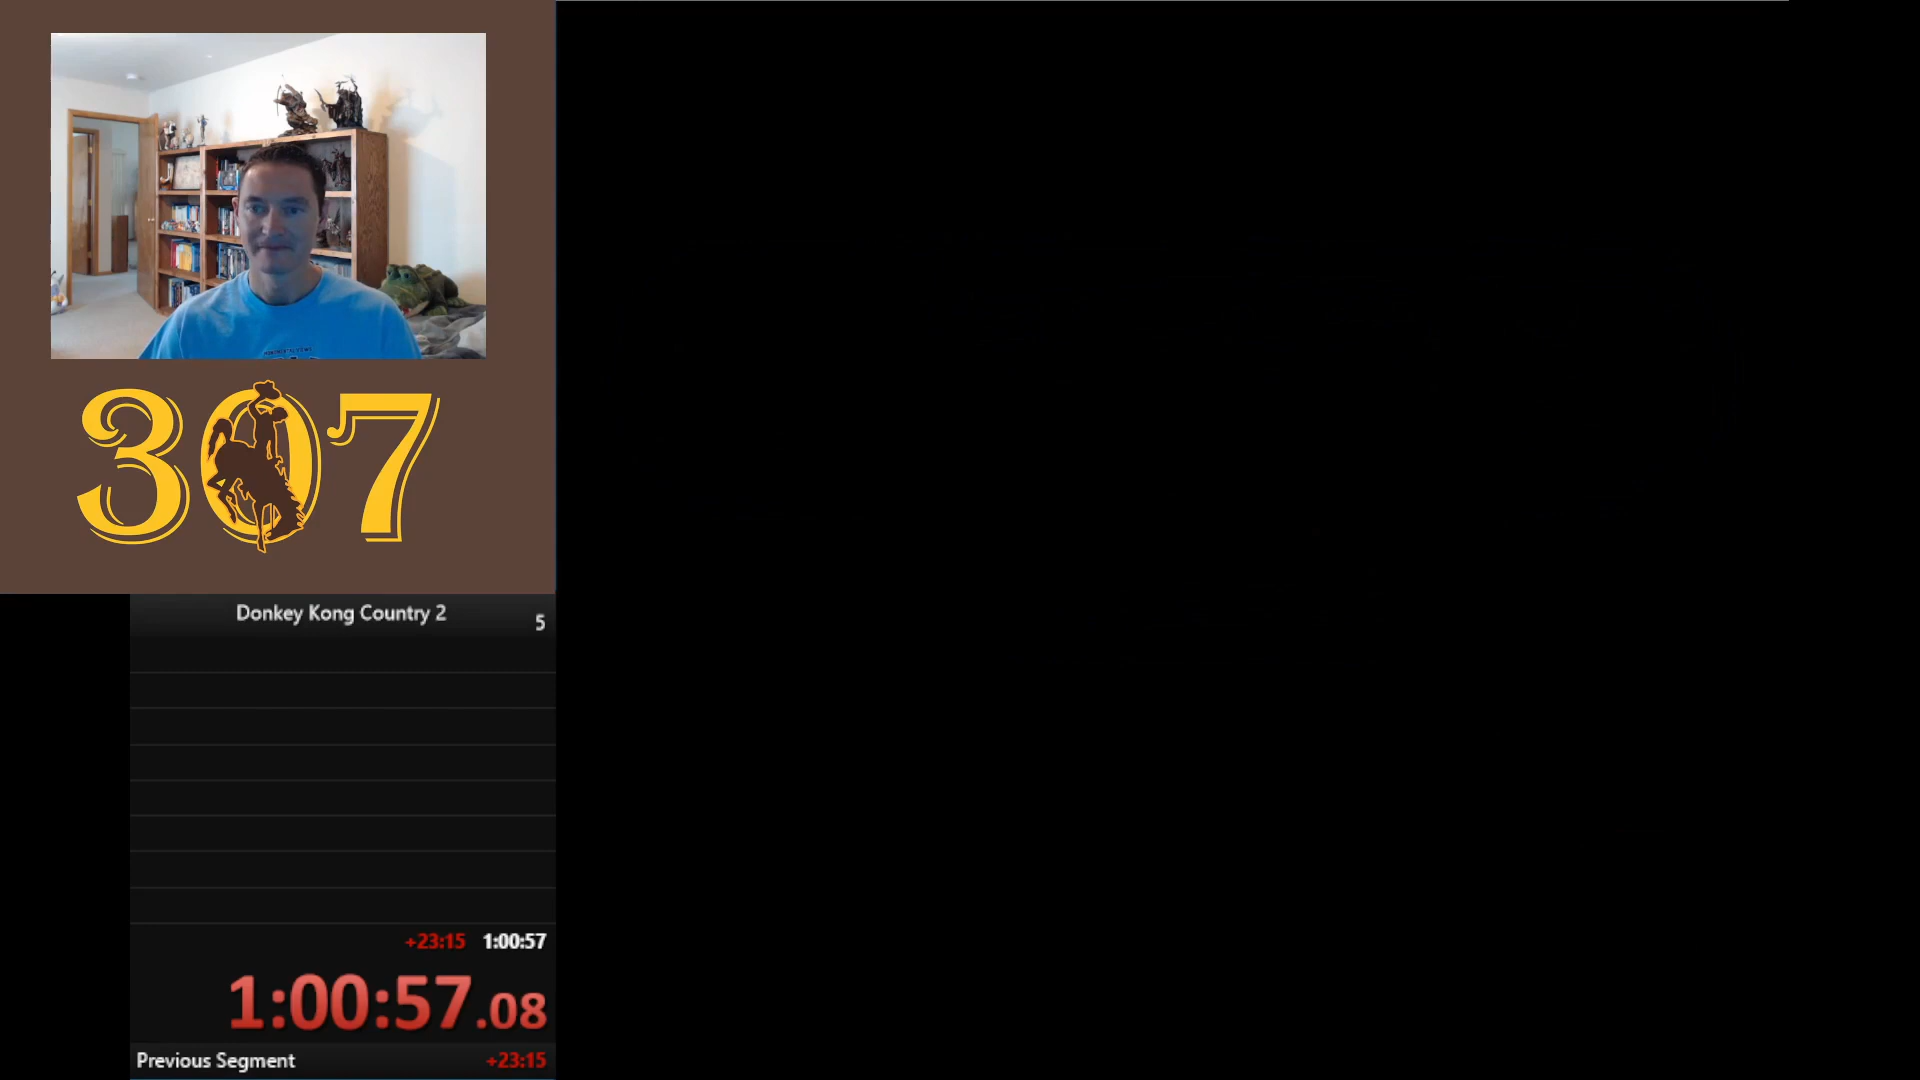 307
Donkey Kong Country 2
5
+23:15 1:00:57
1:00:57.08
Previous Segment +23:15